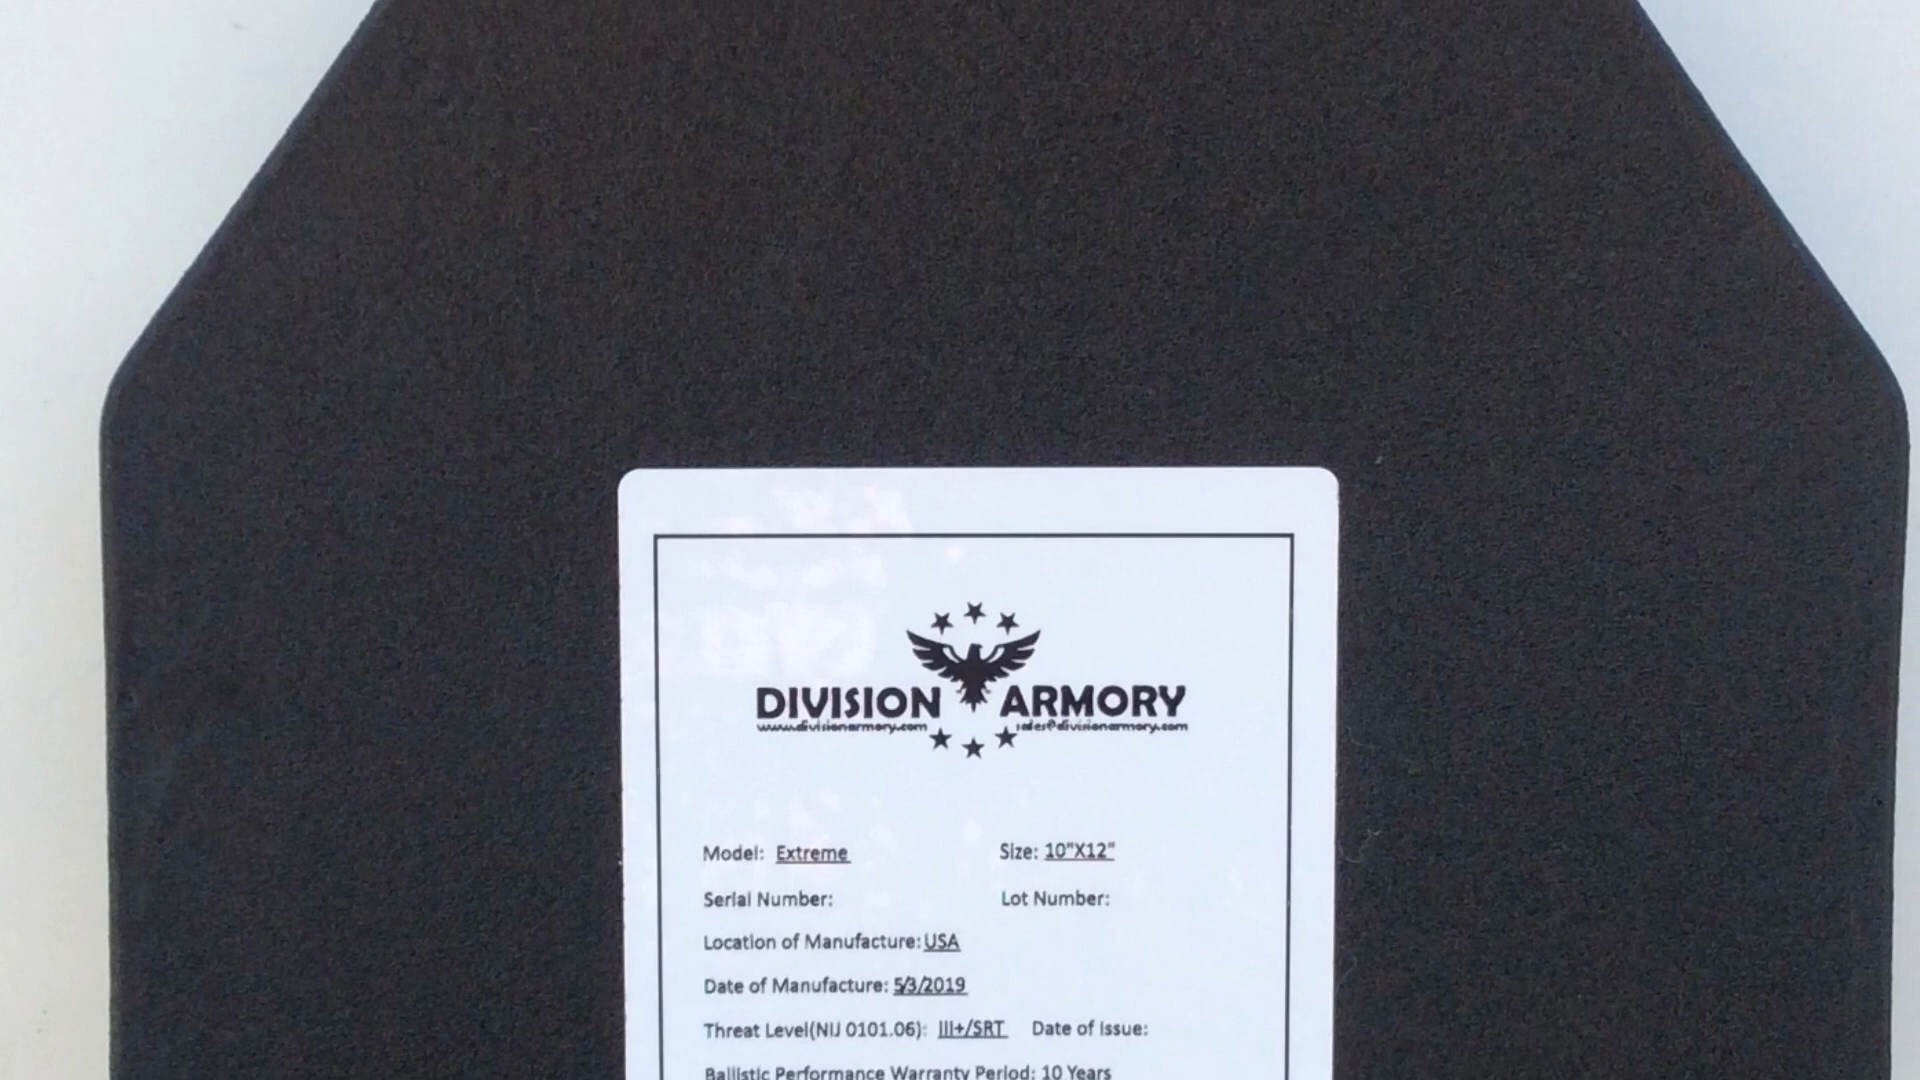 DIVISION ARMORY
www.divisionarmory.com sales@divisionarmory.com
Model: Extreme Size: 10"X12"
Serial Number: Lot Number:
Location of Manufacture: USA
Date of Manufacture: 5/3/2019
Threat Level(NIJ 0101.06): III+/SRT Date of Issue:
Ballistic Performance Warranty Period: 10 Years